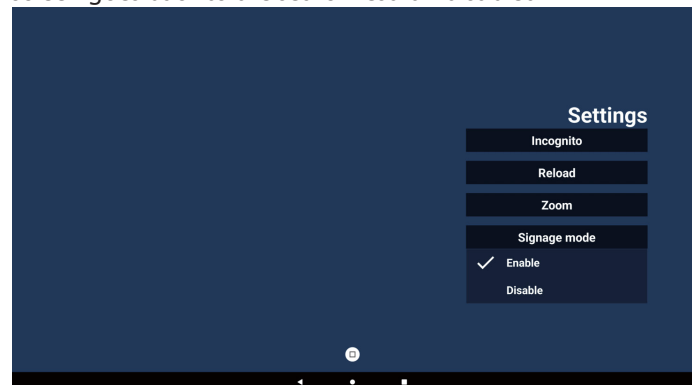 Settings
Incognito
Reload
Zoom
Signage mode
Enable
Disable